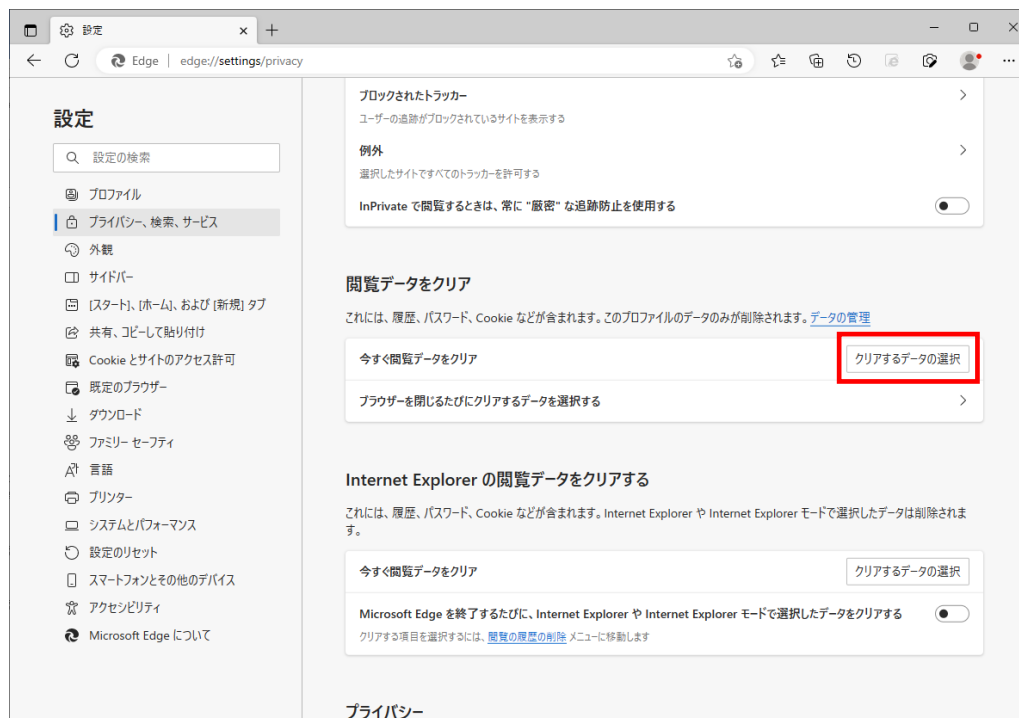 設定
Edge | edge://settings/privacy
設定
設定の検索
プロファイル
プライバシー、検索、サービス
外観
サイドバー
[スタート]、[ホーム]、および [新規] タブ
共有、コピーして貼り付け
Cookie とサイトのアクセス許可
既定のブラウザー
ダウンロード
ファミリー セーフティ
言語
プリンター
システムとパフォーマンス
設定のリセット
スマートフォンとその他のデバイス
アクセシビリティ
Microsoft Edge について
ブロックされたトラッカー
ユーザーの追跡がブロックされているサイトを表示する
例外
選択したサイトですべてのトラッカーを許可する
InPrivate で閲覧するときは、常に "厳密" な追跡防止を使用する
閲覧データをクリア
これには、履歴、パスワード、Cookie などが含まれます。このプロファイルのデータのみが削除されます。データの管理
今すぐ閲覧データをクリア
クリアするデータの選択
ブラウザーを閉じるたびにクリアするデータを選択する
Internet Explorer の閲覧データをクリアする
これには、履歴、パスワード、Cookie などが含まれます。Internet Explorer や Internet Explorer モードで選択したデータは削除されま
す。
今すぐ閲覧データをクリア
クリアするデータの選択
Microsoft Edge を終了するたびに、Internet Explorer や Internet Explorer モードで選択したデータをクリアする
クリアする項目を選択するには、閲覧の履歴の削除 メニューに移動します
プライバシー